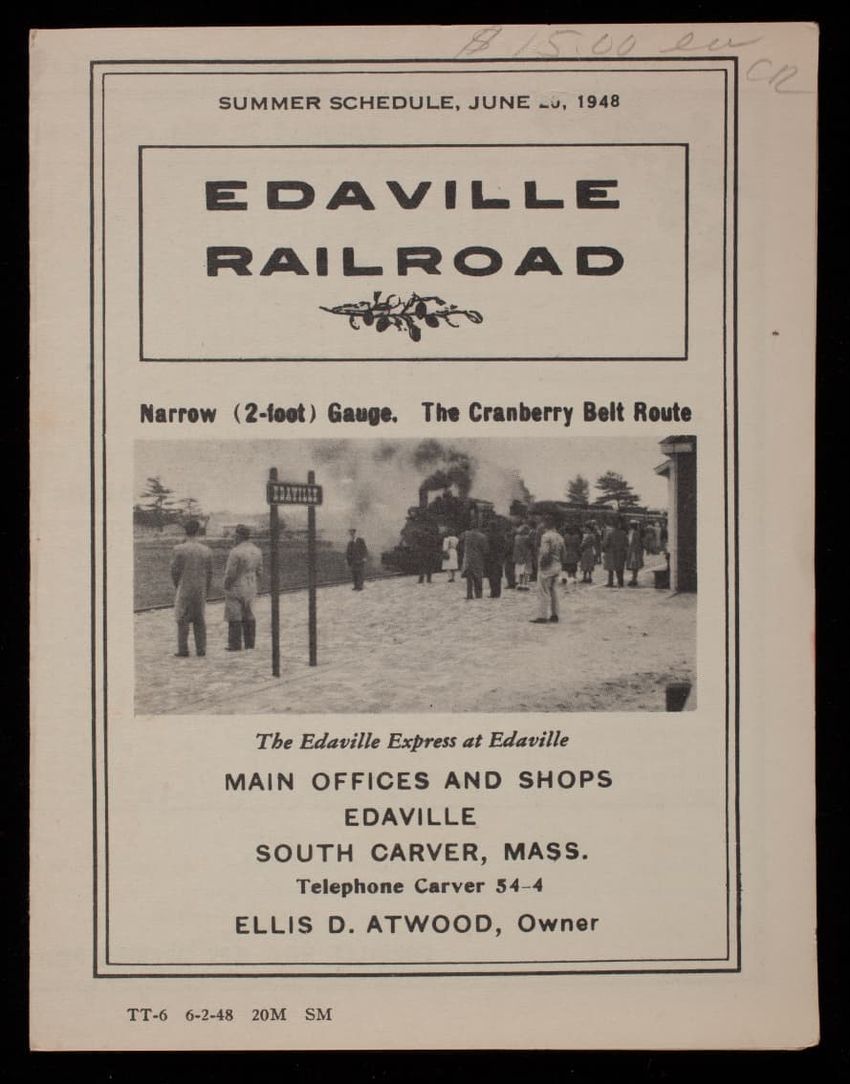 $ 15.00 ea
CR
SUMMER SCHEDULE, JUNE 20, 1948
EDAVILLE
RAILROAD
Narrow (2-foot) Gauge. The Cranberry Belt Route
EDAVILLE
The Edaville Express at Edaville
MAIN OFFICES AND SHOPS
EDAVILLE
SOUTH CARVER, MASS.
Telephone Carver 54-4
ELLIS D. ATWOOD, Owner
TT-6 6-2-48 20M SM